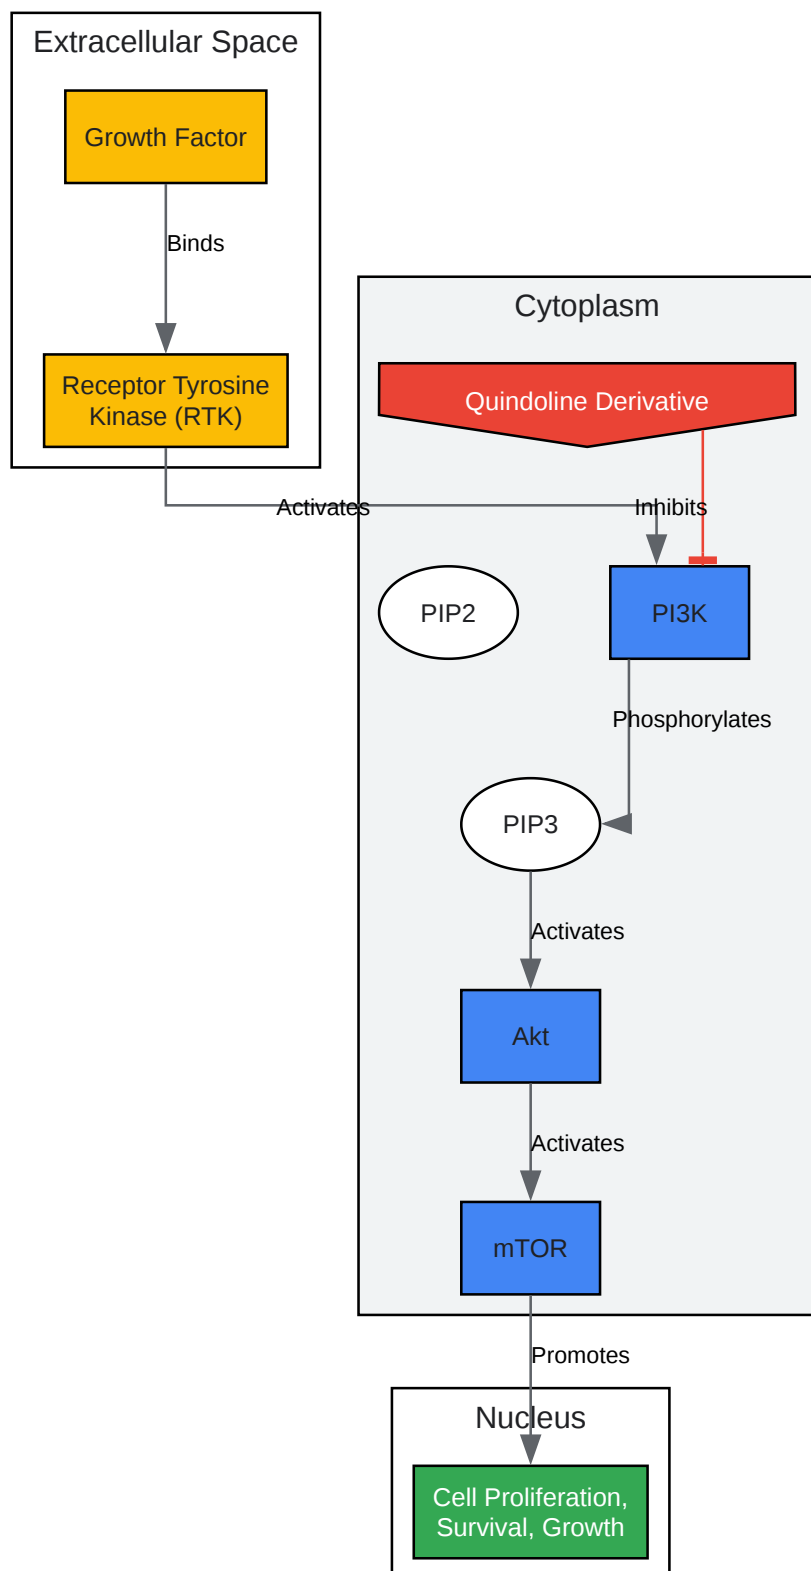 Extracellular Space
Growth Factor
Binds
Receptor Tyrosine
Kinase (RTK)
Cytoplasm
Quindoline Derivative
Activates
Inhibits
PIP2
PI3K
Phosphorylates
PIP3
Activates
Akt
Activates
mTOR
Promotes
Nucleus
Cell Proliferation,
Survival, Growth